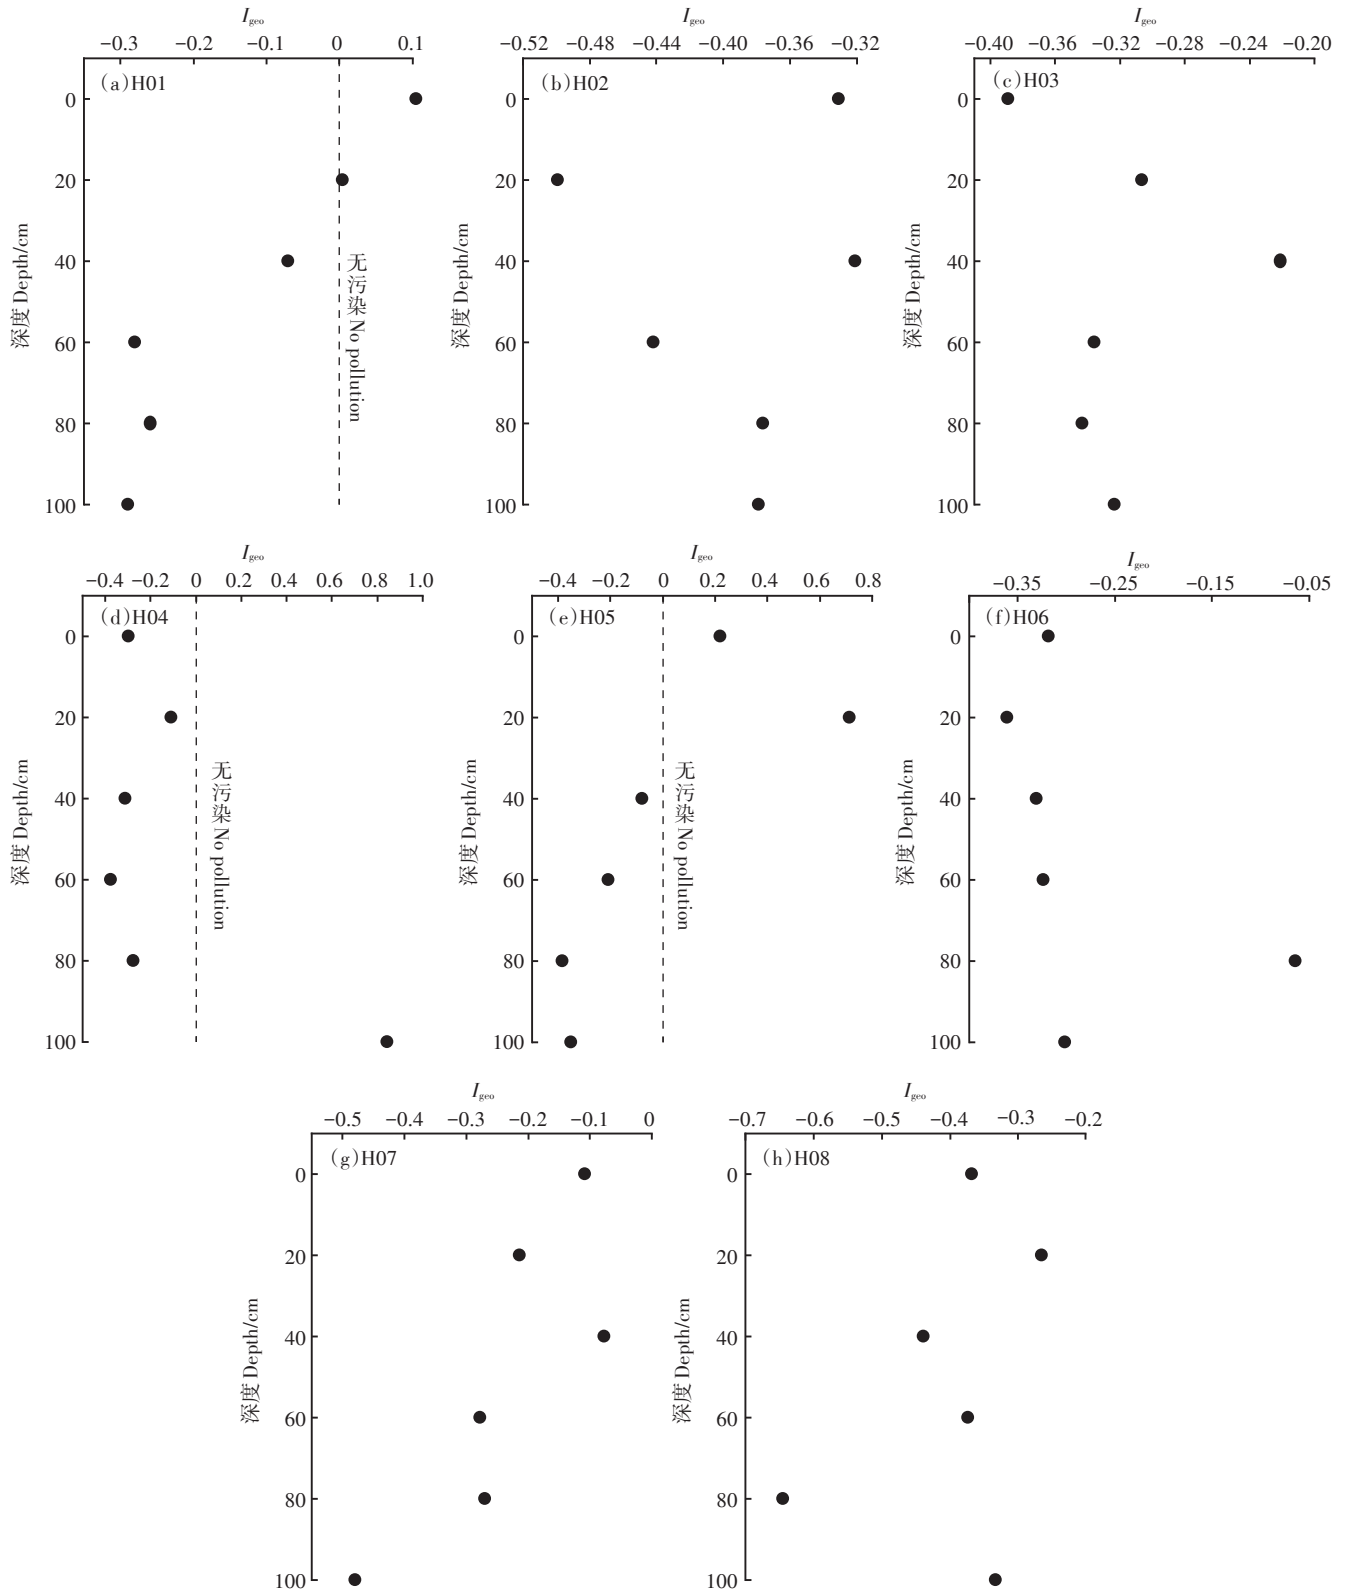 Igeo
−0.3 −0.2 −0.1 0 0.1
(a)H01
0
20
40
60
80
100
深度 Depth/cm
无污染 No pollution
Igeo
−0.52 −0.48 −0.44 −0.40 −0.36 −0.32
(b)H02
0
20
40
60
80
100
深度 Depth/cm
Igeo
−0.40 −0.36 −0.32 −0.28 −0.24 −0.20
(c)H03
0
20
40
60
80
100
深度 Depth/cm
Igeo
−0.4 −0.2 0 0.2 0.4 0.6 0.8 1.0
(d)H04
0
20
40
60
80
100
深度 Depth/cm
无污染 No pollution
Igeo
−0.4 −0.2 0 0.2 0.4 0.6 0.8
(e)H05
0
20
40
60
80
100
深度 Depth/cm
无污染 No pollution
Igeo
−0.35 −0.25 −0.15 −0.05
(f)H06
0
20
40
60
80
100
深度 Depth/cm
Igeo
−0.5 −0.4 −0.3 −0.2 −0.1 0
(g)H07
0
20
40
60
80
100
深度 Depth/cm
Igeo
−0.7 −0.6 −0.5 −0.4 −0.3 −0.2
(h)H08
0
20
40
60
80
100
深度 Depth/cm